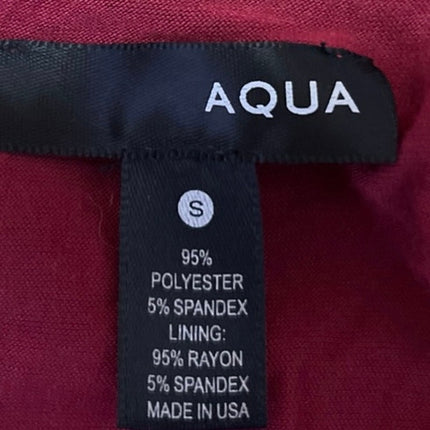 AQUA
S
95%
POLYESTER
5% SPANDEX
LINING:
95% RAYON
5% SPANDEX
MADE IN USA